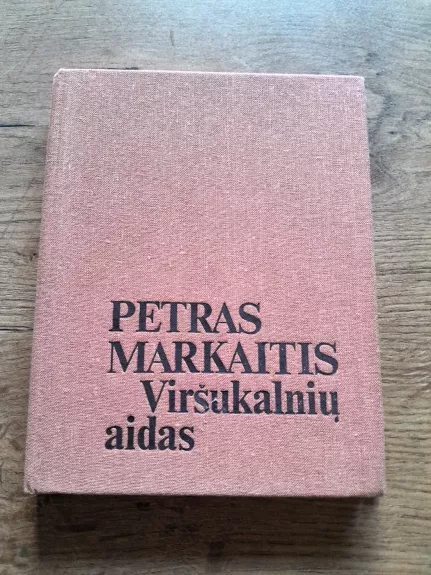 PETRAS
MARKAITIS
Viršukalnių
aidas